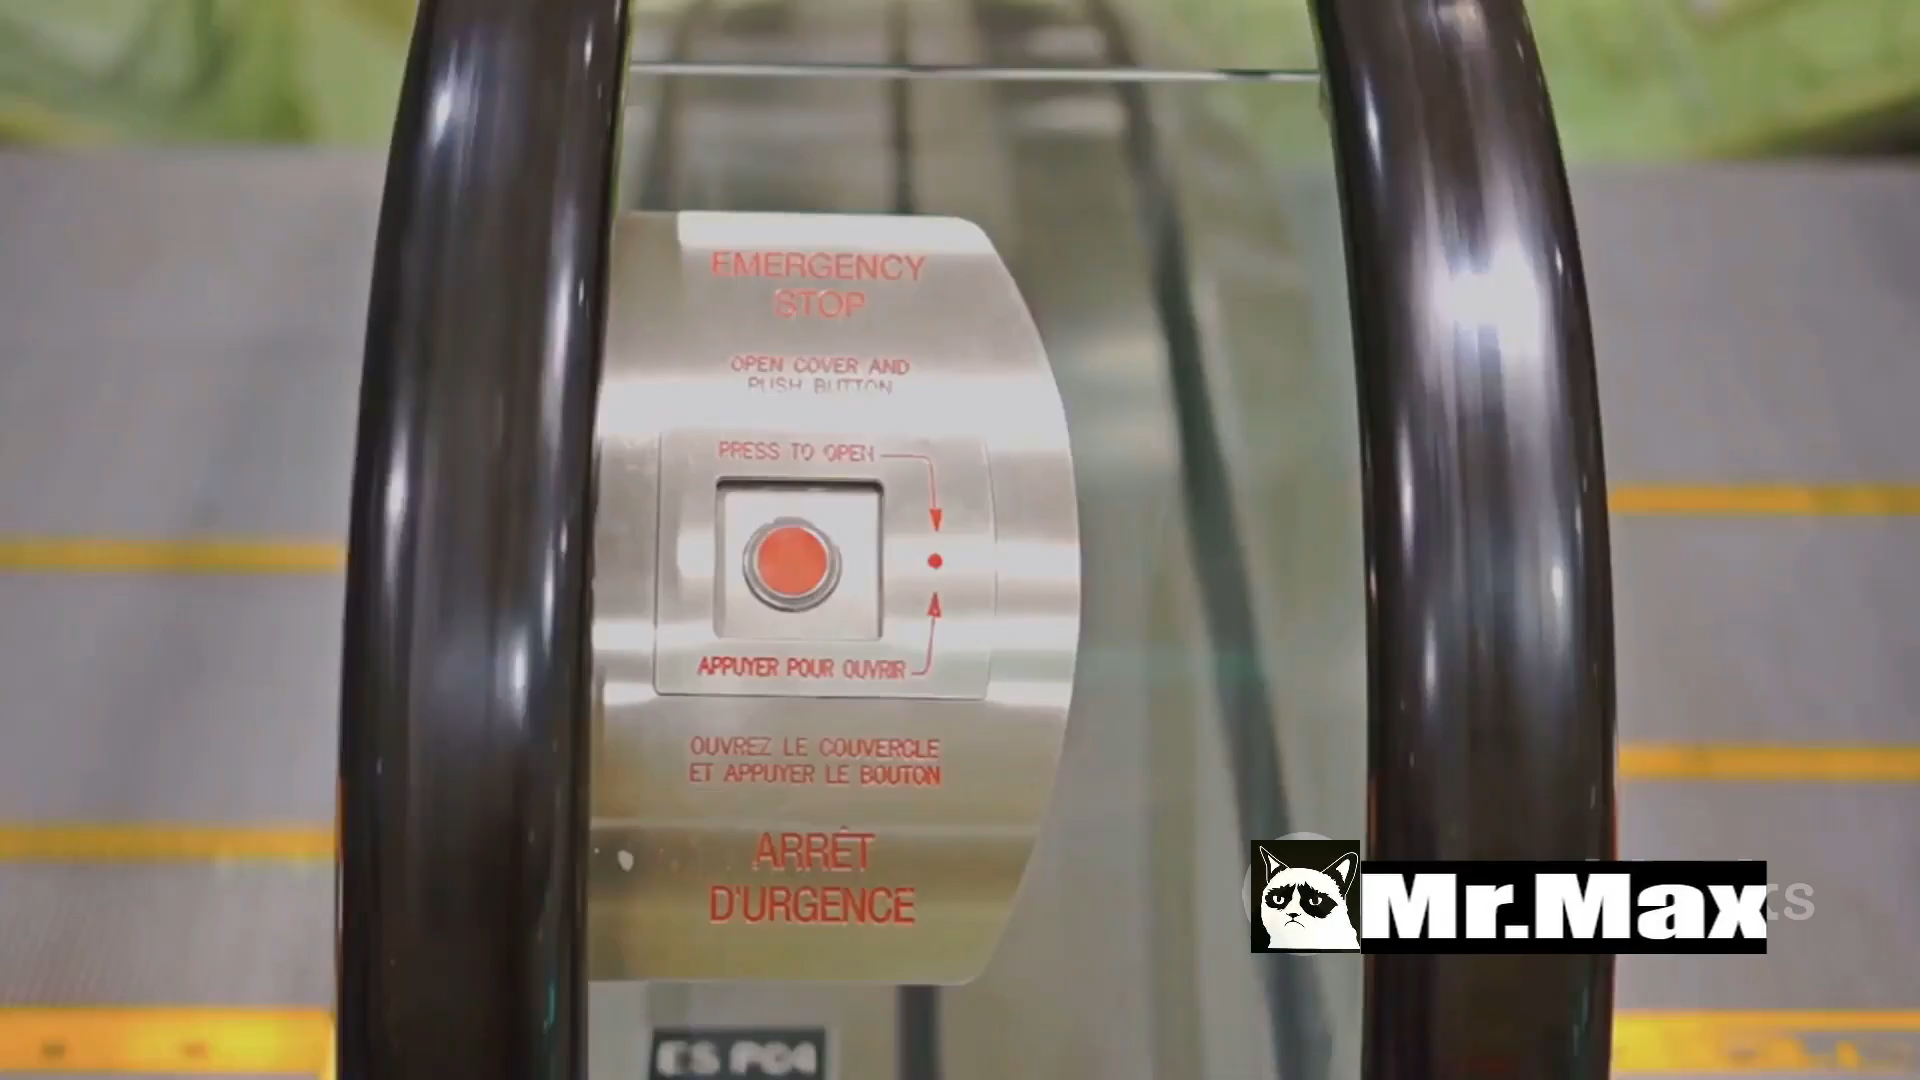 EMERGENCY
STOP
OPEN COVER AND
PUSH BUTTON
PRESS TO OPEN
APPUYER POUR OUVRIR
OUVREZ LE COUVERCLE
ET APPUYER LE BOUTON
ARRÊT
D'URGENCE
Mr.Max
ES P04